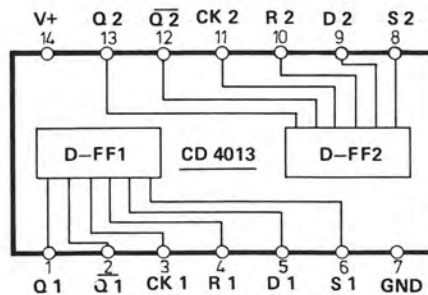 V+ Q 2 Q̅2̅ CK 2 R 2 D 2 S 2
14 13 12 11 10 9 8
D–FF1 CD 4013 D–FF2
1 2 3 4 5 6 7
Q 1 Q̅ 1 CK 1 R 1 D 1 S 1 GND